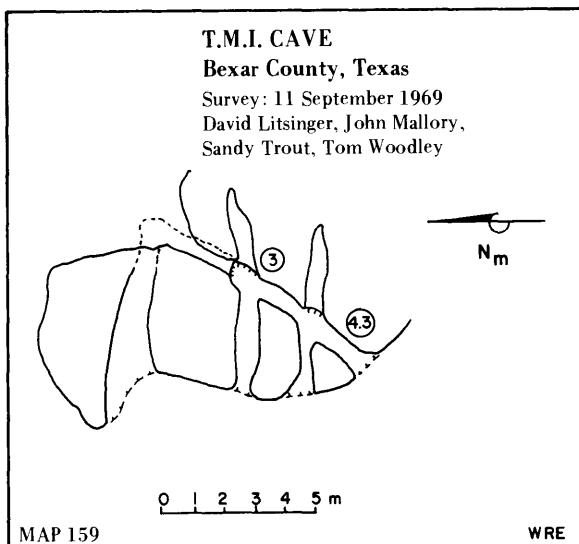 T.M.I. CAVE
Bexar County, Texas
Survey: 11 September 1969
David Litsinger, John Mallory,
Sandy Trout, Tom Woodley
Nm
3
4.3
0 1 2 3 4 5 m
MAP 159
WRE